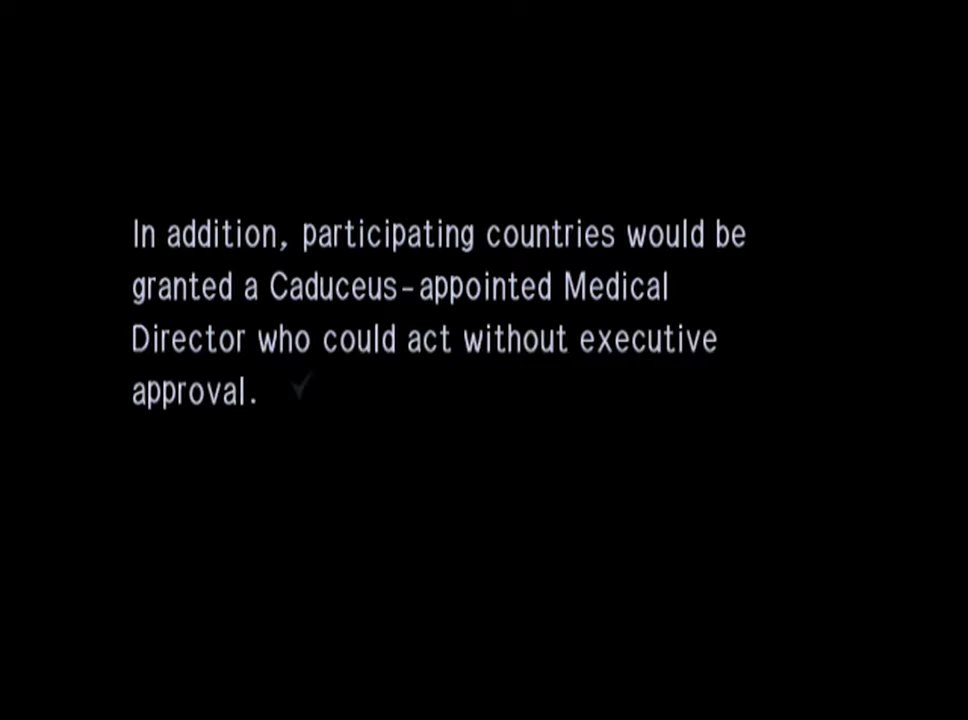 In addition, participating countries would be
granted a Caduceus-appointed Medical
Director who could act without executive
approval.